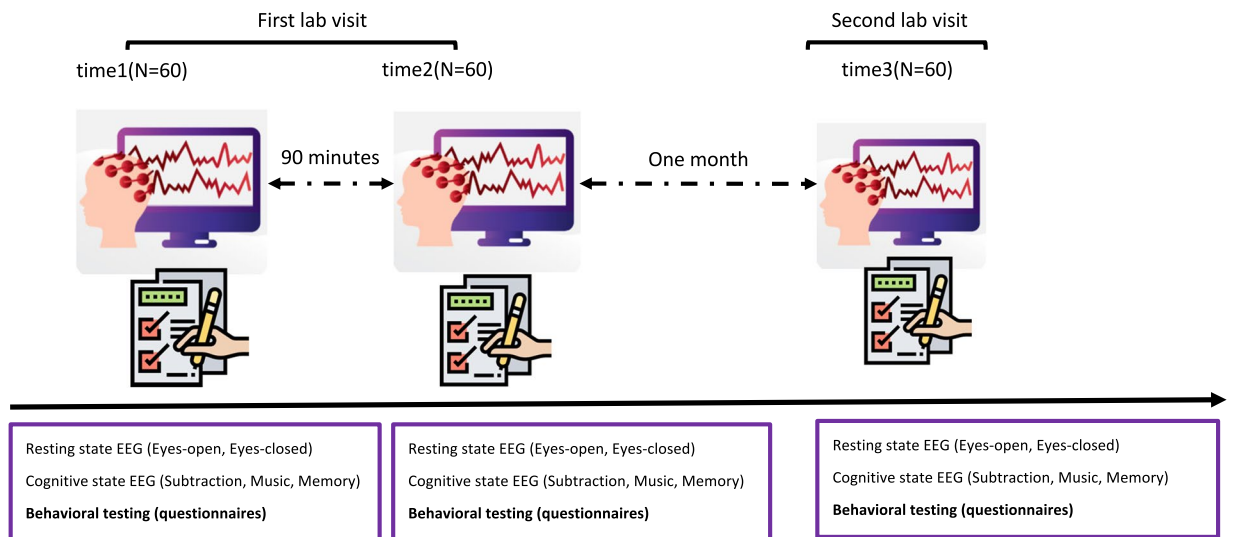 First lab visit
Second lab visit
time1(N=60)
time2(N=60)
time3(N=60)
90 minutes
One month
Resting state EEG (Eyes-open, Eyes-closed)
Cognitive state EEG (Subtraction, Music, Memory)
Behavioral testing (questionnaires)
Resting state EEG (Eyes-open, Eyes-closed)
Cognitive state EEG (Subtraction, Music, Memory)
Behavioral testing (questionnaires)
Resting state EEG (Eyes-open, Eyes-closed)
Cognitive state EEG (Subtraction, Music, Memory)
Behavioral testing (questionnaires)